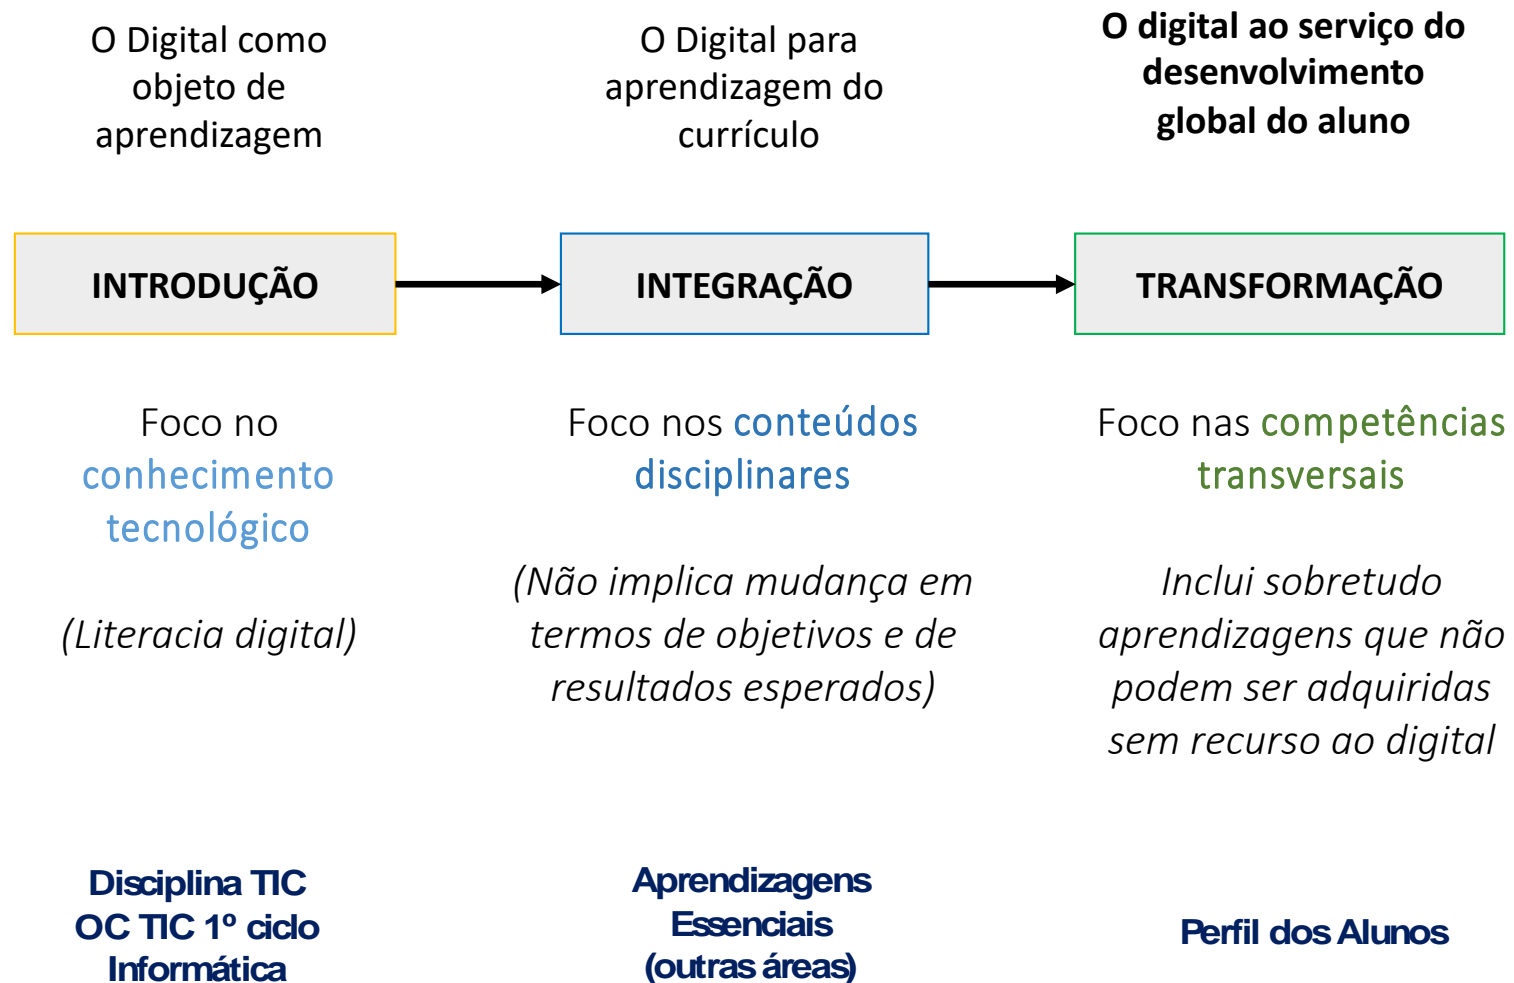 O Digital como
objeto de
aprendizagem
O Digital para
aprendizagem do
currículo
O digital ao serviço do
desenvolvimento
global do aluno
INTRODUÇÃO
INTEGRAÇÃO
TRANSFORMAÇÃO
Foco no
conhecimento
tecnológico
(Literacia digital)
Foco nos conteúdos
disciplinares
(Não implica mudança em
termos de objetivos e de
resultados esperados)
Foco nas competências
transversais
Inclui sobretudo
aprendizagens que não
podem ser adquiridas
sem recurso ao digital
Disciplina TIC
OC TIC 1º ciclo
Informática
Aprendizagens
Essenciais
(outras áreas)
Perfil dos Alunos